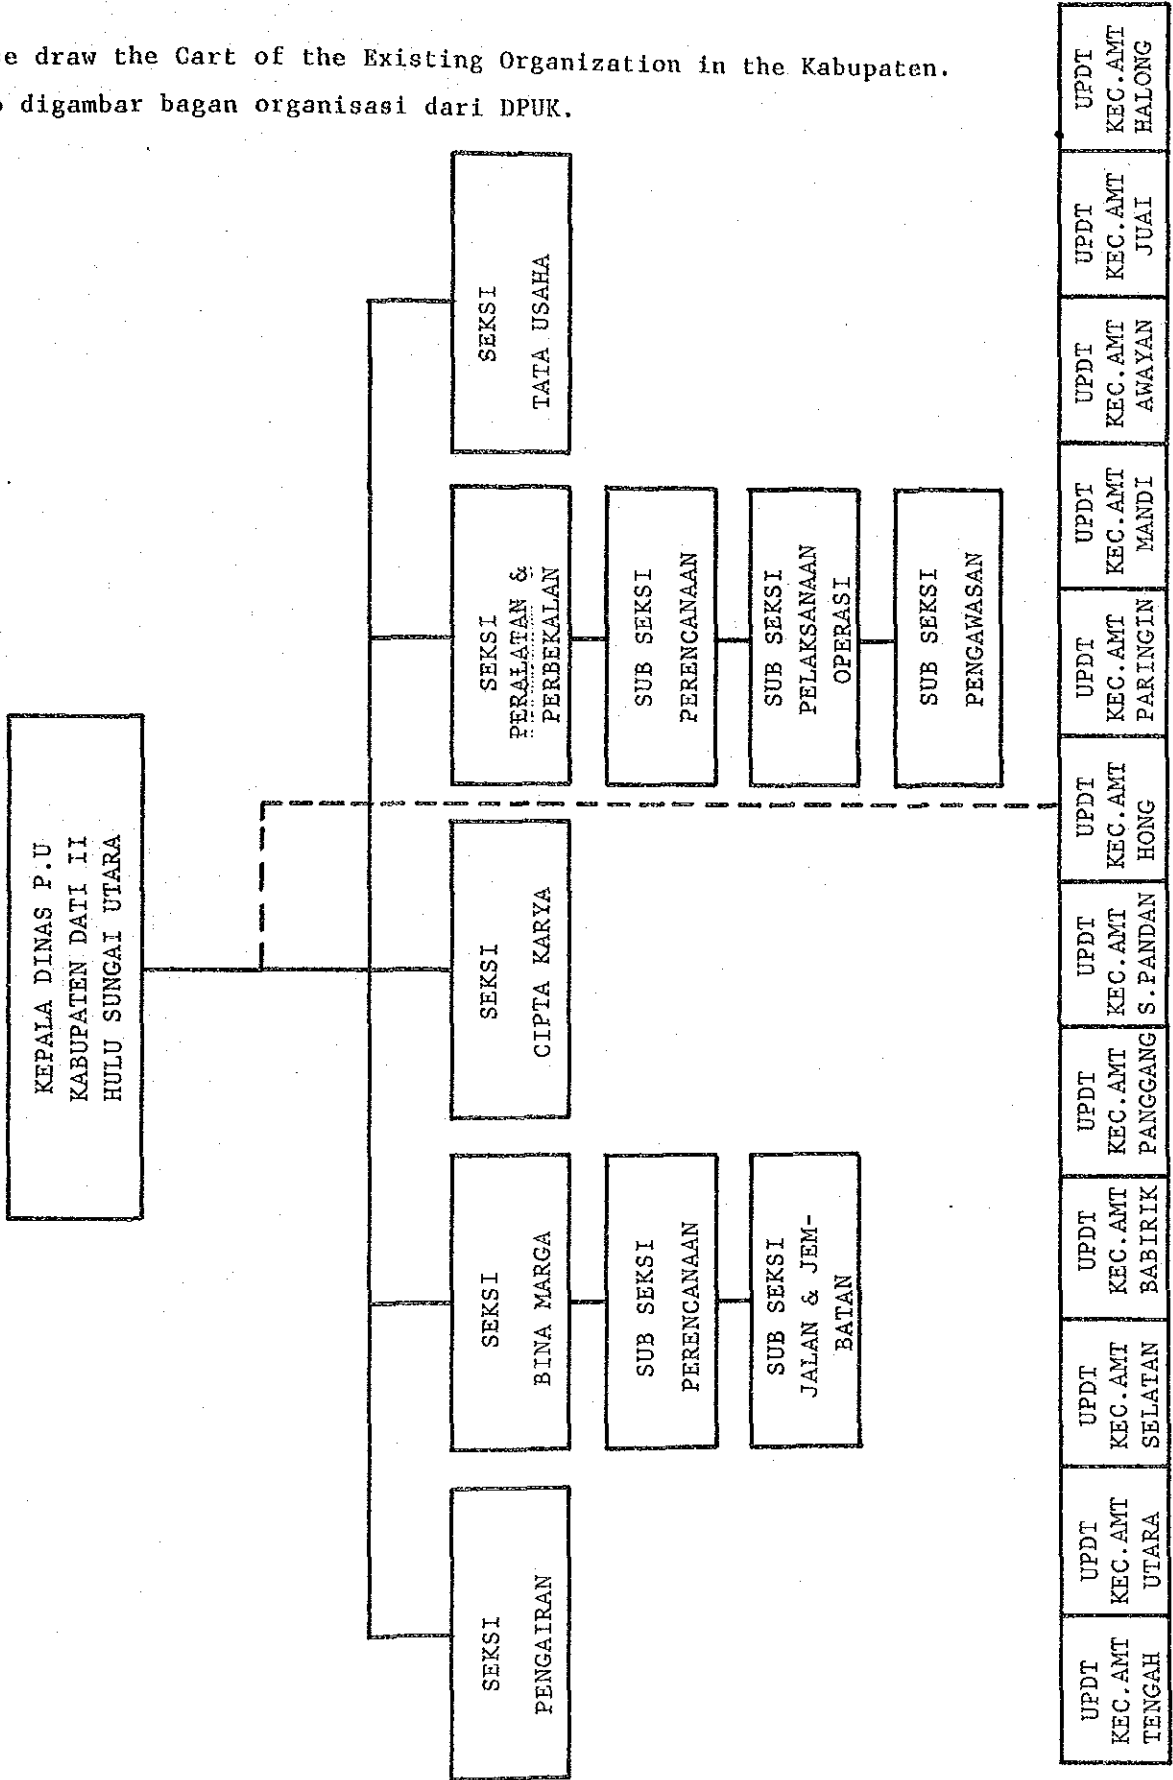 e draw the Cart of the Existing Organization in the Kabupaten.
digambar bagan organisasi dari DPUK.
KEPALA DINAS P.U
KABUPATEN DATI II
HULU SUNGAI UTARA
SEKSI
PENGAIRAN
SEKSI
BINA MARGA
SUB SEKSI
PERENCANAAN
SUB SEKSI
JALAN & JEM-
BATAN
SEKSI
CIPTA KARYA
SEKSI
PERALATAN &
PERBEKALAN
SUB SEKSI
PERENCANAAN
SUB SEKSI
PELAKSANAAN
OPERASI
SUB SEKSI
PENGAWASAN
SEKSI
TATA USAHA
UPDT
KEC.AMT
TENGAH
UPDT
KEC.AMT
UTARA
UPDT
KEC.AMT
SELATAN
UPDT
KEC.AMT
BABIRIK
UPDT
KEC.AMT
PANGGANG
UPDT
KEC.AMT
S.PANDAN
UPDT
KEC.AMT
HONG
UPDT
KEC.AMT
PARINGIN
UPDT
KEC.AMT
MANDI
UPDT
KEC.AMT
AWAYAN
UPDT
KEC.AMT
JUAI
UPDT
KEC.AMT
HALONG